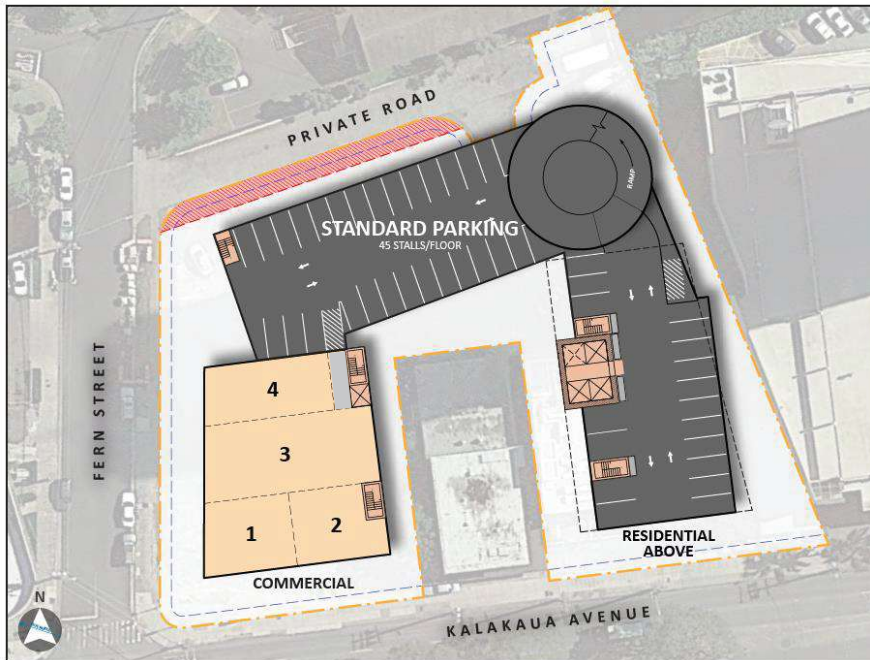 STOP
PRIVATE ROAD
RAMP
STANDARD PARKING
45 STALLS/FLOOR
FERN STREET
4
3
1
2
COMMERCIAL
RESIDENTIAL
ABOVE
N
KALAKAUA AVENUE